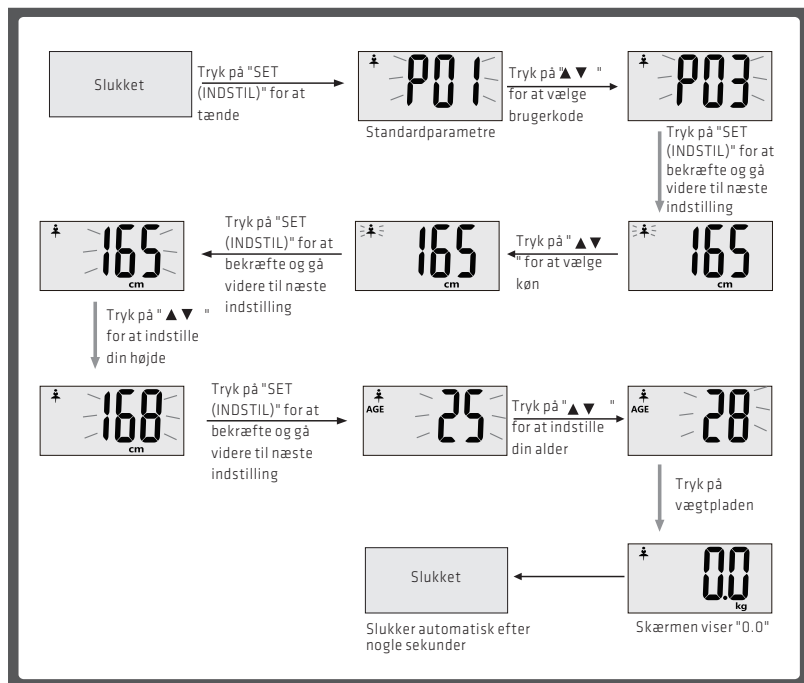 Slukket
Tryk på "SET
(INDSTIL)" for at
tænde
P01
Standardparametre
Tryk på "▲ ▼ "
for at vælge
brugerkode
P03
Tryk på "SET
(INDSTIL)" for at
bekræfte og gå
videre til næste
indstilling
165
cm
Tryk på " ▲ ▼
" for at vælge
køn
165
cm
Tryk på "SET
(INDSTIL)" for at
bekræfte og gå
videre til næste
indstilling
165
cm
Tryk på " ▲ ▼ "
for at indstille
din højde
168
cm
Tryk på "SET
(INDSTIL)" for at
bekræfte og gå
videre til næste
indstilling
AGE
25
Tryk på "▲ ▼ "
for at indstille
din alder
AGE
28
Tryk på
vægtpladen
0.0
kg
Skærmen viser "0.0"
Slukket
Slukker automatisk efter
nogle sekunder